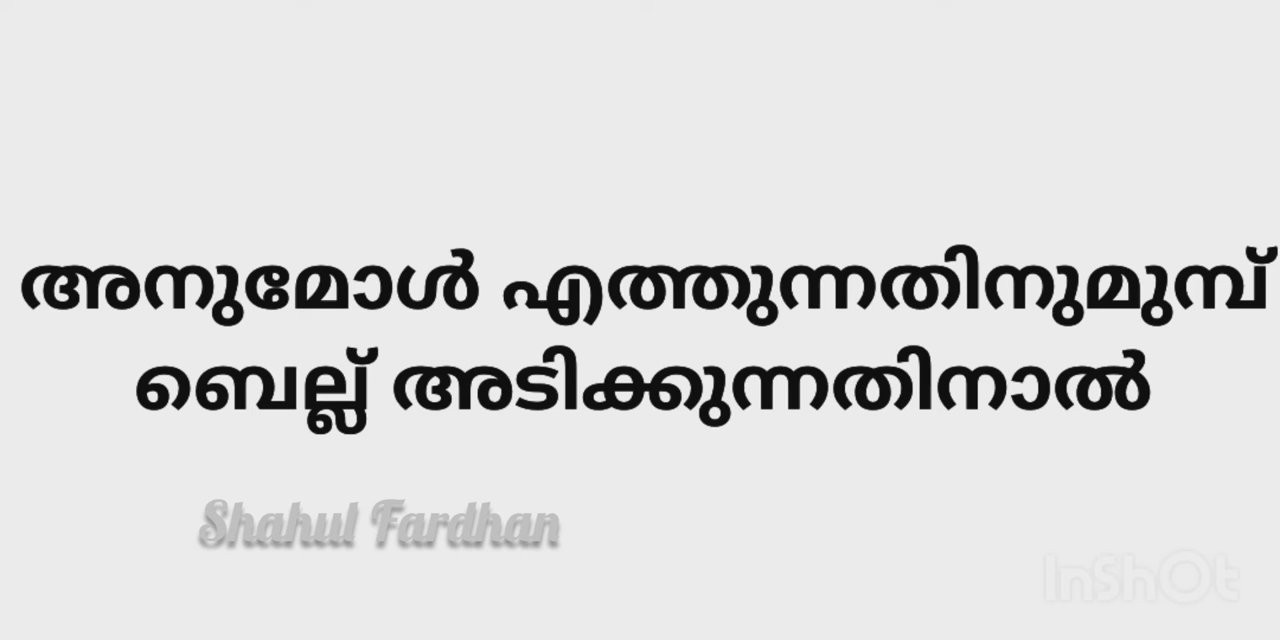 അനുമോൾ എത്തുന്നതിനുമുമ്പ്
ബെല്ല് അടിക്കുന്നതിനാൽ
Shahul Fardhan
InShOt